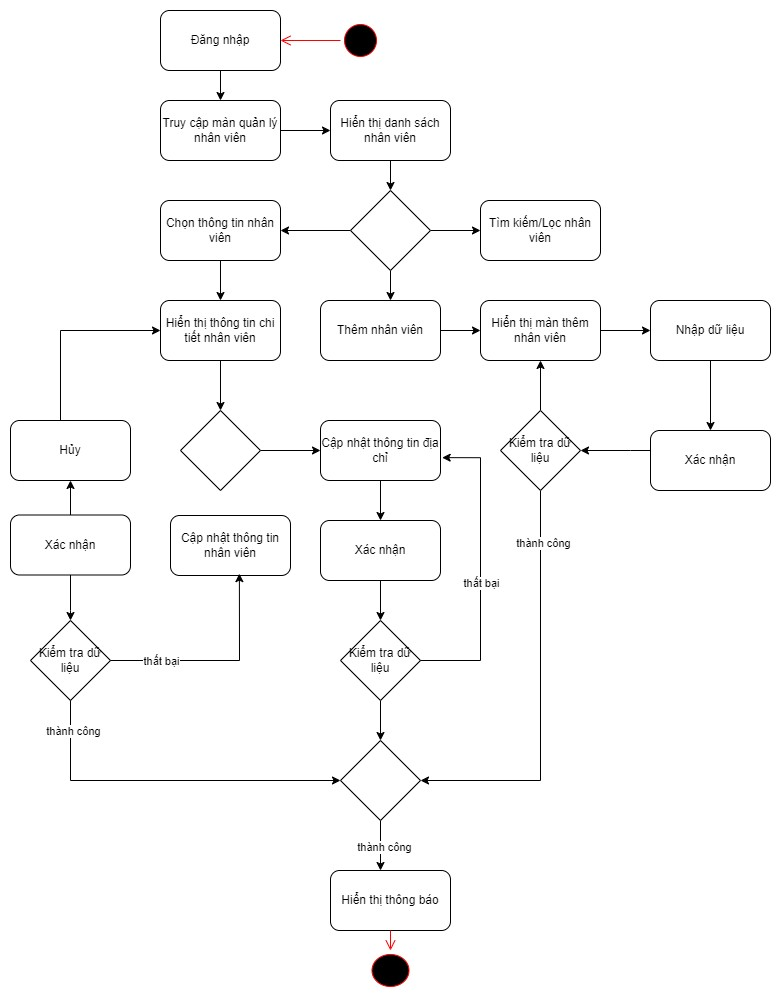 Đăng nhập
Truy cập màn quản lý
nhân viên
Hiển thị danh sách
nhân viên
Chọn thông tin nhân
viên
Tìm kiếm/Lọc nhân
viên
Hiển thị thông tin chi
tiết nhân viên
Thêm nhân viên
Hiển thị màn thêm
nhân viên
Nhập dữ liệu
Hủy
Cập nhật thông tin địa
chỉ
Kiểm tra dữ
liệu
Xác nhận
Xác nhận
Cập nhật thông tin
nhân viên
Xác nhận
thành công
thất bại
Kiểm tra dữ
liệu
thất bại
Kiểm tra dữ
liệu
thành công
thành công
Hiển thị thông báo